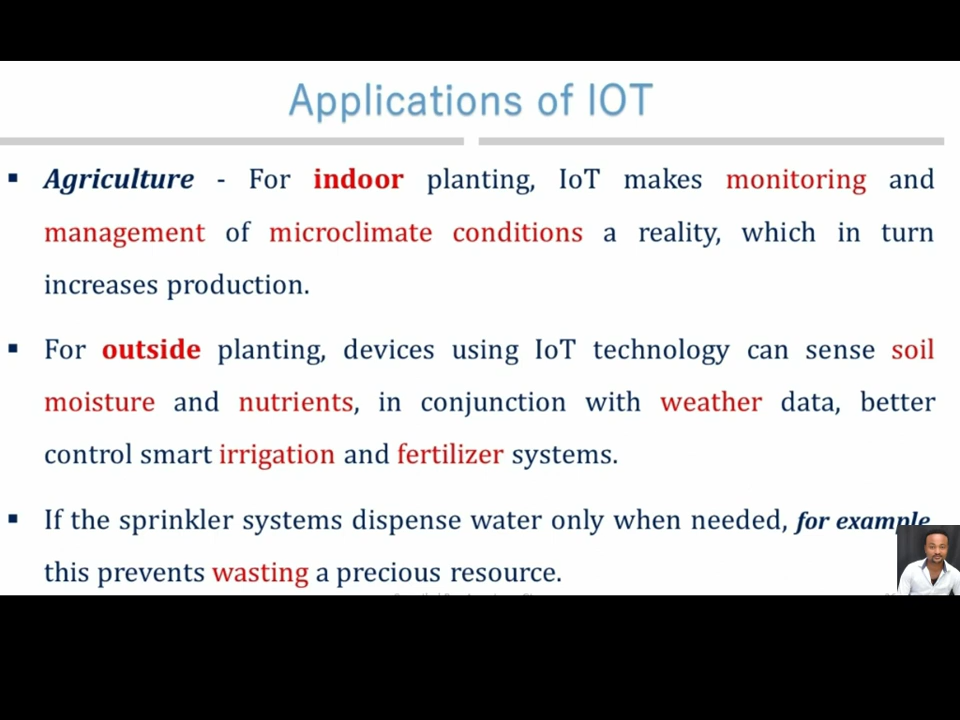 Applications of IOT
▪ Agriculture - For indoor planting, IoT makes monitoring and
management of microclimate conditions a reality, which in turn
increases production.
▪ For outside planting, devices using IoT technology can sense soil
moisture and nutrients, in conjunction with weather data, better
control smart irrigation and fertilizer systems.
▪ If the sprinkler systems dispense water only when needed, for example,
this prevents wasting a precious resource.